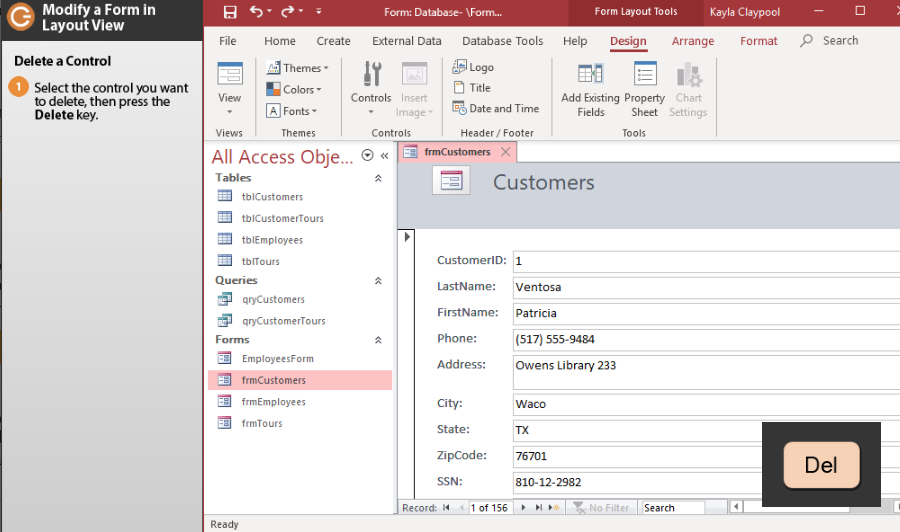 Modify a Form in
Layout View
Delete a Control
1 Select the control you want
to delete, then press the
Delete key.
Form: Database- \Form...
Form Layout Tools
Kayla Claypool
File Home Create External Data Database Tools Help Design Arrange Format Search
View
Views
Themes
Colors
Fonts
Themes
Controls
Insert
Image
Controls
Logo
Title
Date and Time
Header / Footer
Add Existing
Fields
Property
Sheet
Chart
Settings
Tools
All Access Obje...
Tables
tblCustomers
tblCustomerTours
tblEmployees
tblTours
Queries
qryCustomers
qryCustomerTours
Forms
EmployeesForm
frmCustomers
frmEmployees
frmTours
frmCustomers
Customers
CustomerID: 1
LastName: Ventosa
FirstName: Patricia
Phone: (517) 555-9484
Address: Owens Library 233
City: Waco
State: TX
ZipCode: 76701
SSN: 810-12-2982
Del
Record: 1 of 156 No Filter Search
Ready